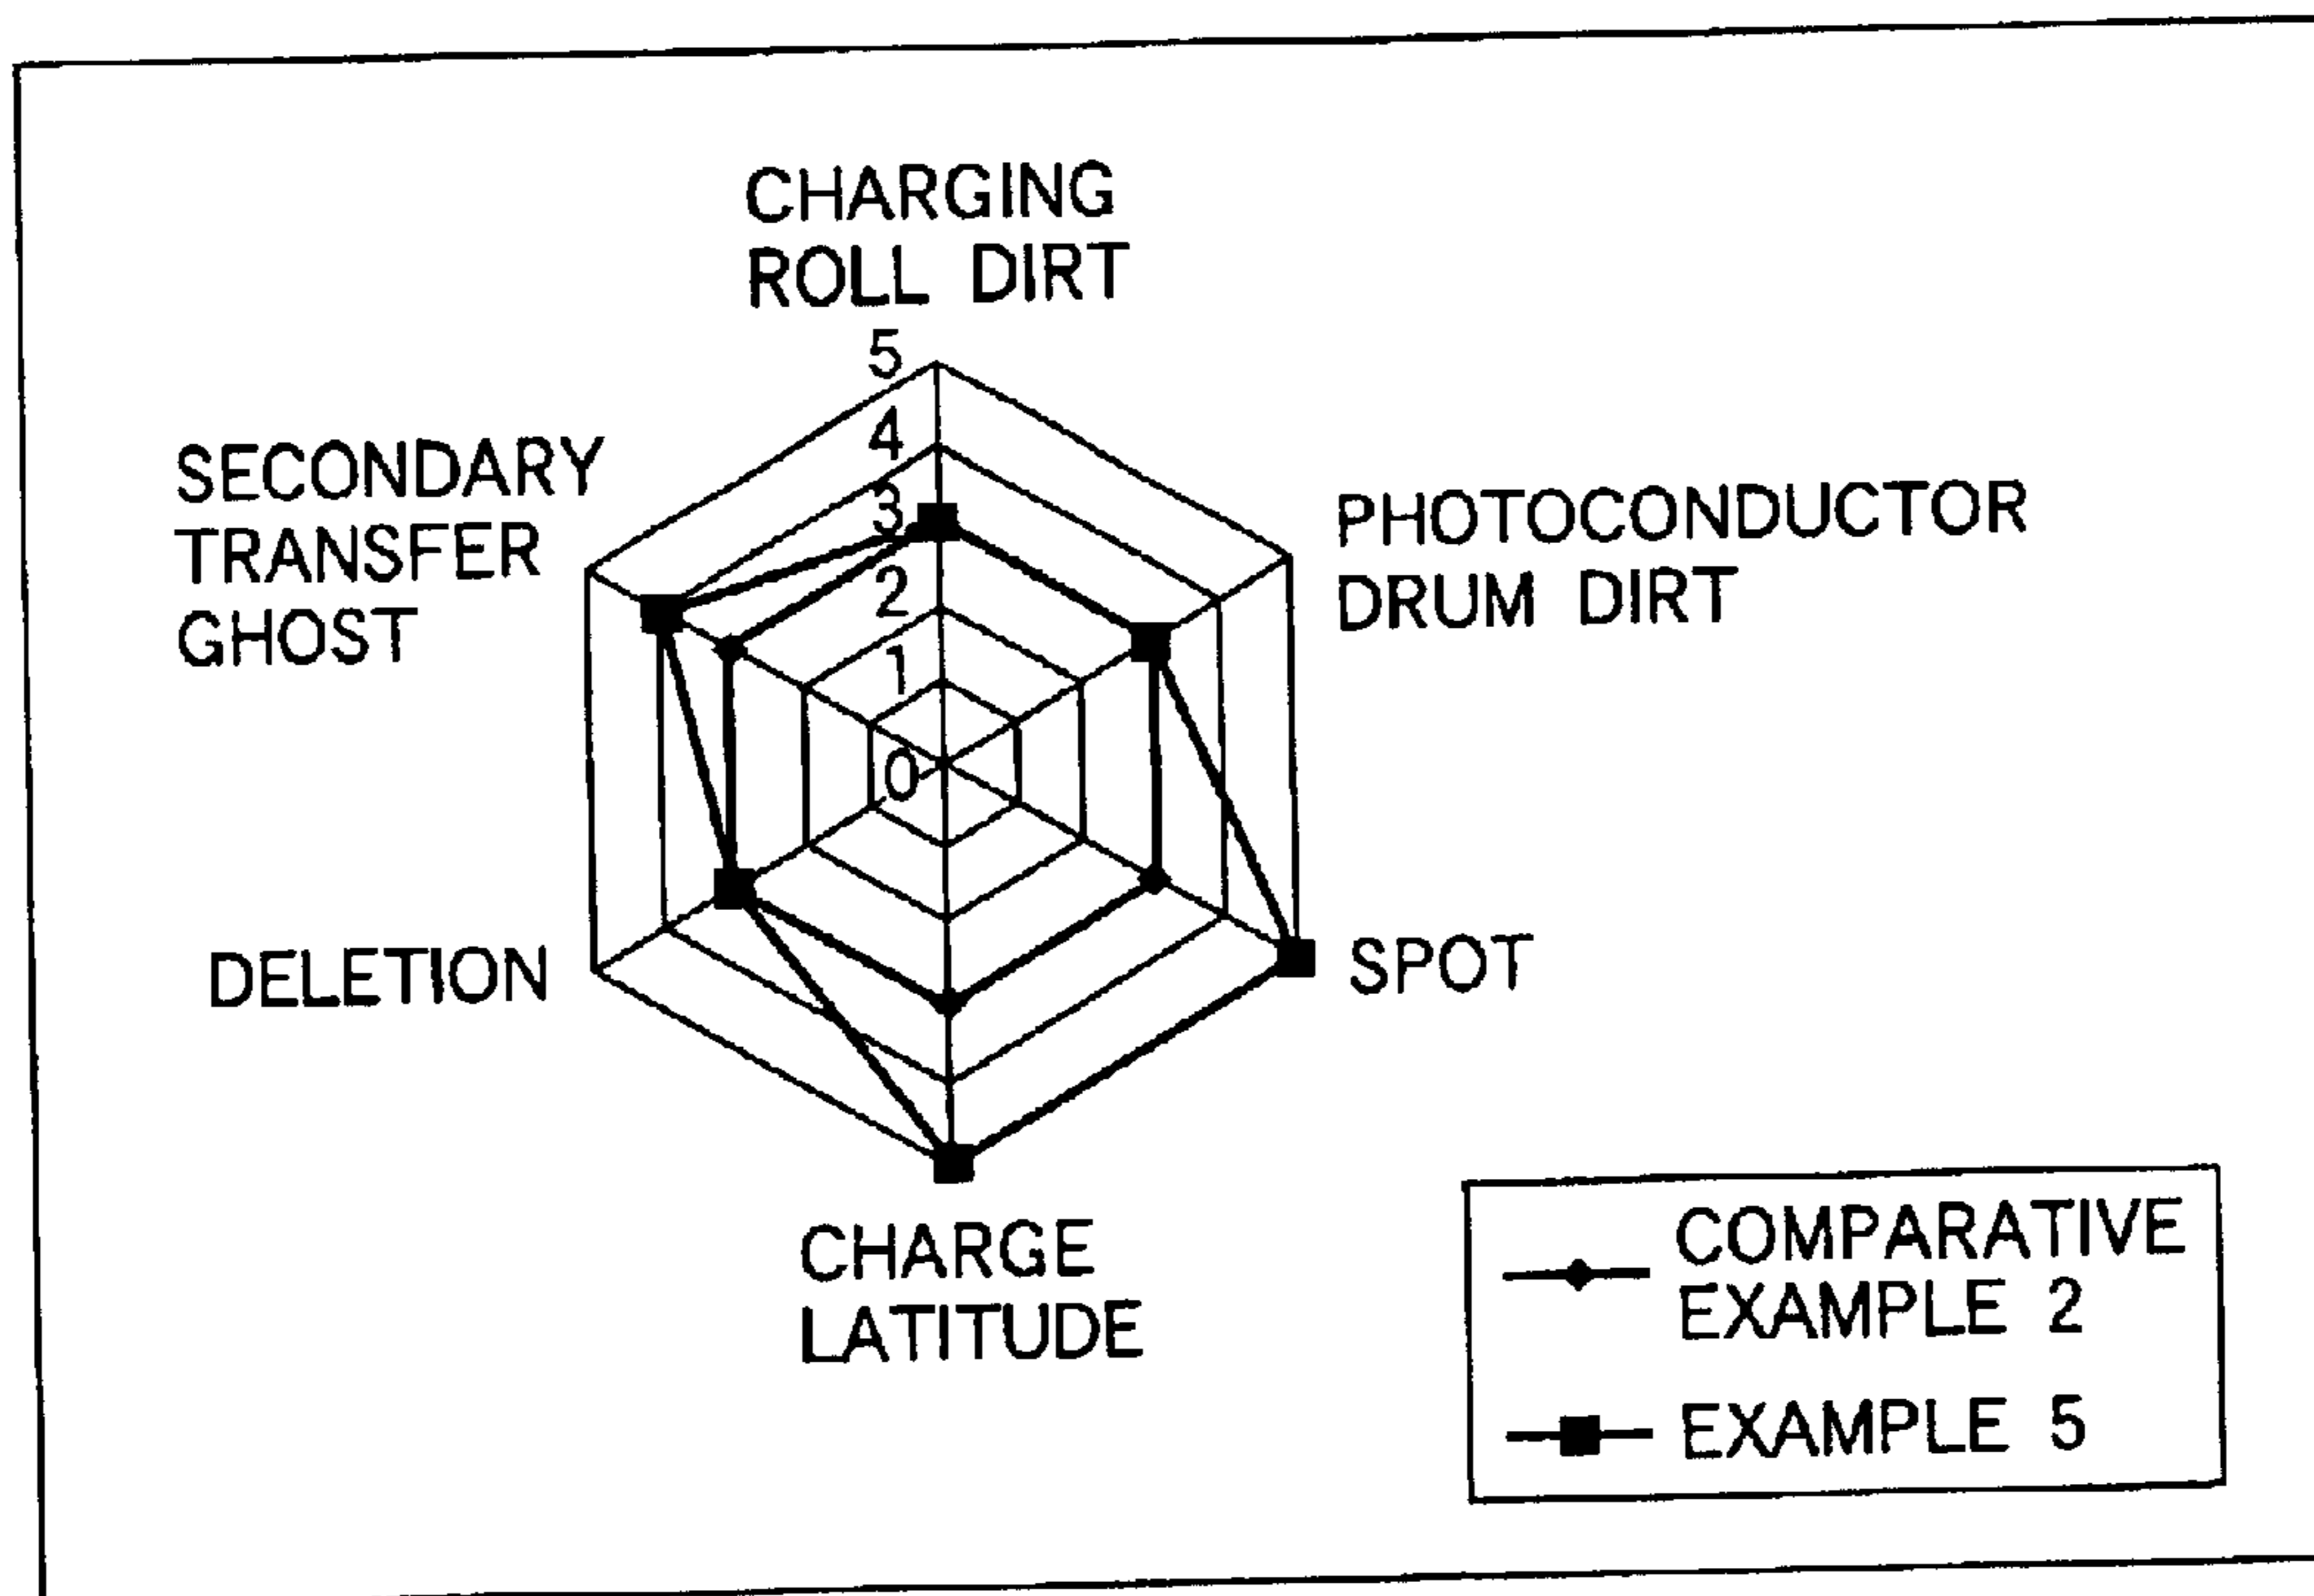 CHARGING
ROLL DIRT
5
4
3
2
1
0
SECONDARY
TRANSFER
GHOST
PHOTOCONDUCTOR
DRUM DIRT
DELETION
SPOT
CHARGE
LATITUDE
COMPARATIVE
EXAMPLE 2
EXAMPLE 5